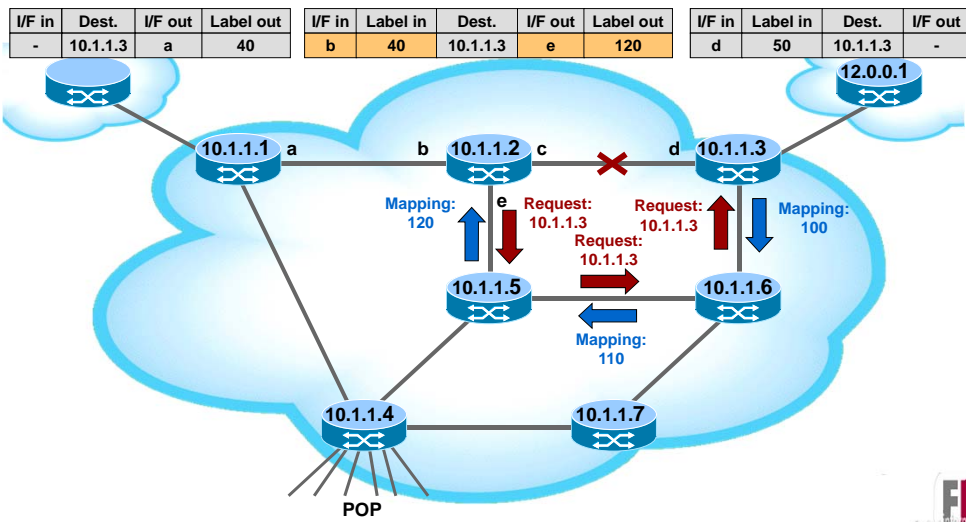 I/F in Dest. I/F out Label out
- 10.1.1.3 a 40
I/F in Label in Dest. I/F out Label out
b 40 10.1.1.3 e 120
I/F in Label in Dest. I/F out
d 50 10.1.1.3 -
12.0.0.1
10.1.1.1
a
b
10.1.1.2
c
d
10.1.1.3
Mapping:
120
e
Request:
10.1.1.3
Request:
10.1.1.3
Request:
10.1.1.3
Mapping:
100
10.1.1.5
10.1.1.6
Mapping:
110
10.1.1.4
10.1.1.7
POP